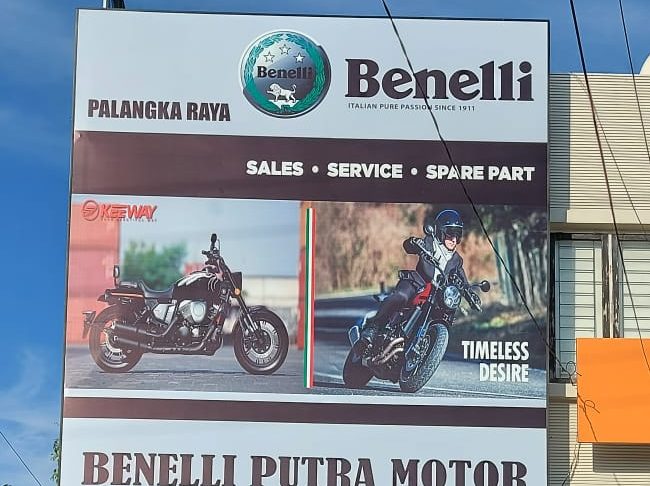 Benelli
Benelli
ITALIAN PURE PASSION SINCE 1911
PALANGKA RAYA
SALES • SERVICE • SPARE PART
KEEWAY
TIMELESS
DESIRE
BENELLI PUTRA MOTOR